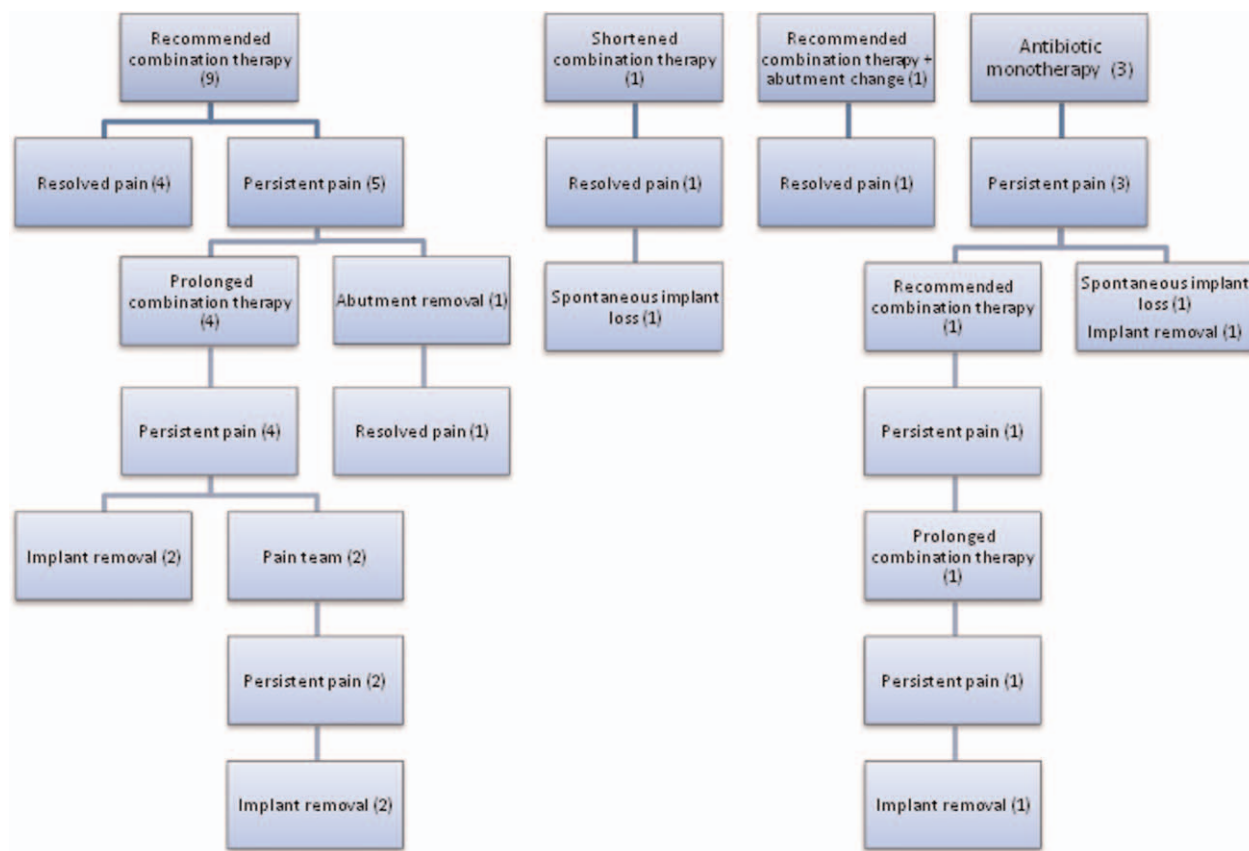 Recommended
combination therapy
(9)
Shortened
combination therapy
(1)
Recommended
combination therapy +
abutment change (1)
Antibiotic
monotherapy (3)
Resolved pain (4)
Persistent pain (5)
Resolved pain (1)
Resolved pain (1)
Persistent pain (3)
Prolonged
combination therapy
(4)
Abutment removal (1)
Spontaneous implant
loss (1)
Recommended
combination therapy
(1)
Spontaneous implant
loss (1)
Implant removal (1)
Persistent pain (4)
Resolved pain (1)
Persistent pain (1)
Implant removal (2)
Pain team (2)
Prolonged
combination therapy
(1)
Persistent pain (2)
Persistent pain (1)
Implant removal (2)
Implant removal (1)